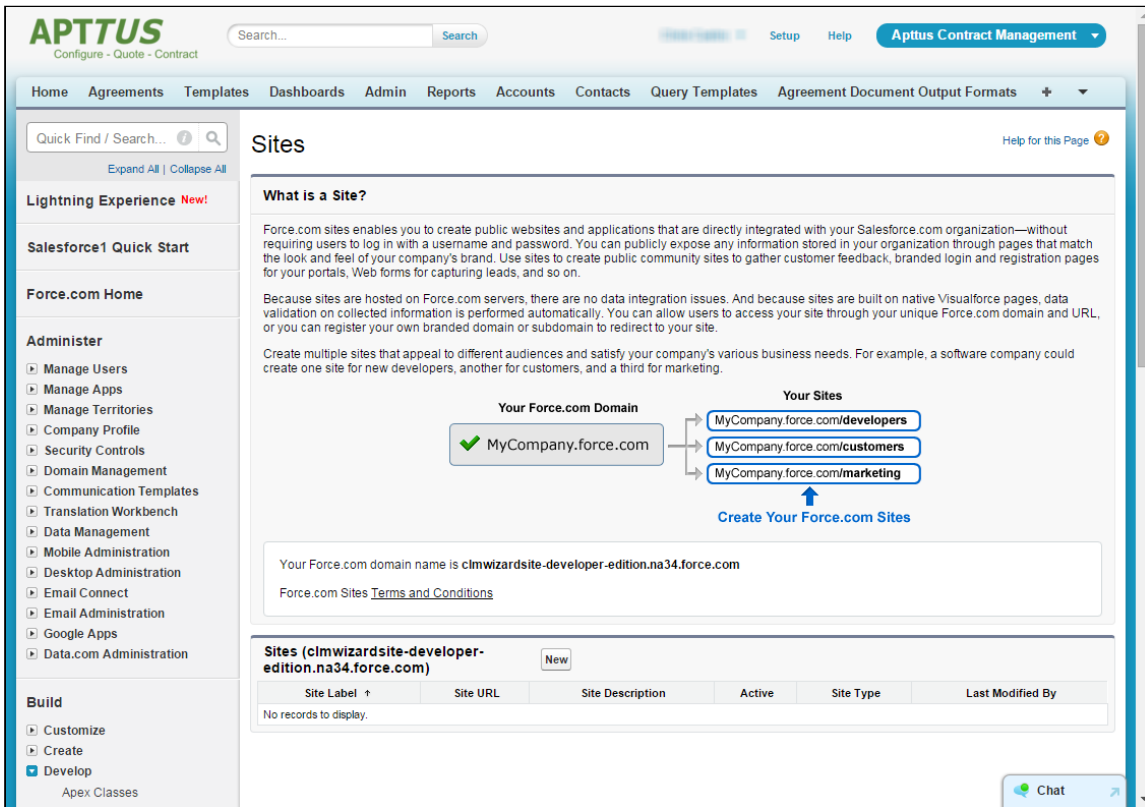 APTTUS
Configure - Quote - Contract
Search...
Search
Setup
Help
Apttus Contract Management
Home
Agreements
Templates
Dashboards
Admin
Reports
Accounts
Contacts
Query Templates
Agreement Document Output Formats
+
Quick Find / Search...
Expand All | Collapse All
Lightning Experience New!
Salesforce1 Quick Start
Force.com Home
Administer
Manage Users
Manage Apps
Manage Territories
Company Profile
Security Controls
Domain Management
Communication Templates
Translation Workbench
Data Management
Mobile Administration
Desktop Administration
Email Connect
Email Administration
Google Apps
Data.com Administration
Build
Customize
Create
Develop
Apex Classes
Sites
Help for this Page ?
What is a Site?
Force.com sites enables you to create public websites and applications that are directly integrated with your Salesforce.com organization—without
requiring users to log in with a username and password. You can publicly expose any information stored in your organization through pages that match
the look and feel of your company's brand. Use sites to create public community sites to gather customer feedback, branded login and registration pages
for your portals, Web forms for capturing leads, and so on.
Because sites are hosted on Force.com servers, there are no data integration issues. And because sites are built on native Visualforce pages, data
validation on collected information is performed automatically. You can allow users to access your site through your unique Force.com domain and URL,
or you can register your own branded domain or subdomain to redirect to your site.
Create multiple sites that appeal to different audiences and satisfy your company's various business needs. For example, a software company could
create one site for new developers, another for customers, and a third for marketing.
Your Force.com Domain
MyCompany.force.com
Your Sites
MyCompany.force.com/developers
MyCompany.force.com/customers
MyCompany.force.com/marketing
Create Your Force.com Sites
Your Force.com domain name is clmwizardsite-developer-edition.na34.force.com
Force.com Sites Terms and Conditions
Sites (clmwizardsite-developer-
edition.na34.force.com)
New
Site Label ↑
Site URL
Site Description
Active
Site Type
Last Modified By
No records to display.
Chat